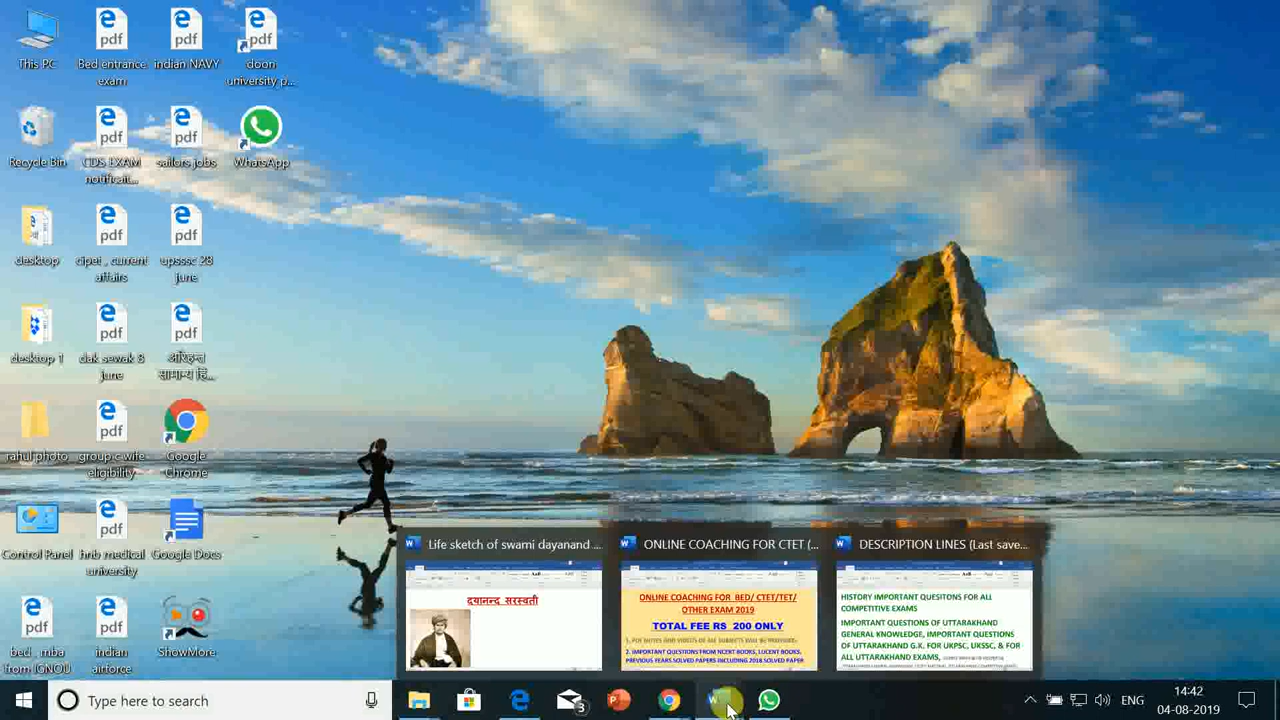 This PC
Bed entrance
exam
indian NAVY
doon
university p...
Recycle Bin
CDS EXAM
notificait...
sailors jobs
WhatsApp
desktop
cipet , current
affairs
upsssc 28
june
desktop 1
dak sewak 8
june
अरिहन्त
सामान्य हि...
rahul photo
group c wife
eligibility
Google
Chrome
Control Panel
hnb medical
university
Google Docs
bed , mba
from IGNOU
indian
airforce
ShowMore
Life sketch of swami dayanand ...
ONLINE COACHING FOR CTET (...
DESCRIPTION LINES (Last save...
दयानन्द सरस्वती
ONLINE COACHING FOR BED/ CTET/TET/
OTHER EXAM 2019
TOTAL FEE RS 200 ONLY
1. PDF NOTES AND VIDEOS OF ALL SUBJECTS WILL BE PROVIDED.
2. IMPORTANT QUESTIONS FROM NCERT BOOKS, LUCENT BOOKS,
PREVIOUS YEARS SOLVED PAPERS INCLUDING 2018 SOLVED PAPER
HISTORY IMPORTANT QUESITONS FOR ALL
COMPETITIVE EXAMS
IMPORTANT QUESTIONS OF UTTARAKHAND
GENERAL KNOWLEDGE, IMPORTANT QUESTIONS
OF UTTARAKHAND G.K. FOR UKPSC, UKSSC, & FOR
ALL UTTARAKHAND EXAMS,
Type here to search
3
ENG
14:42
04-08-2019